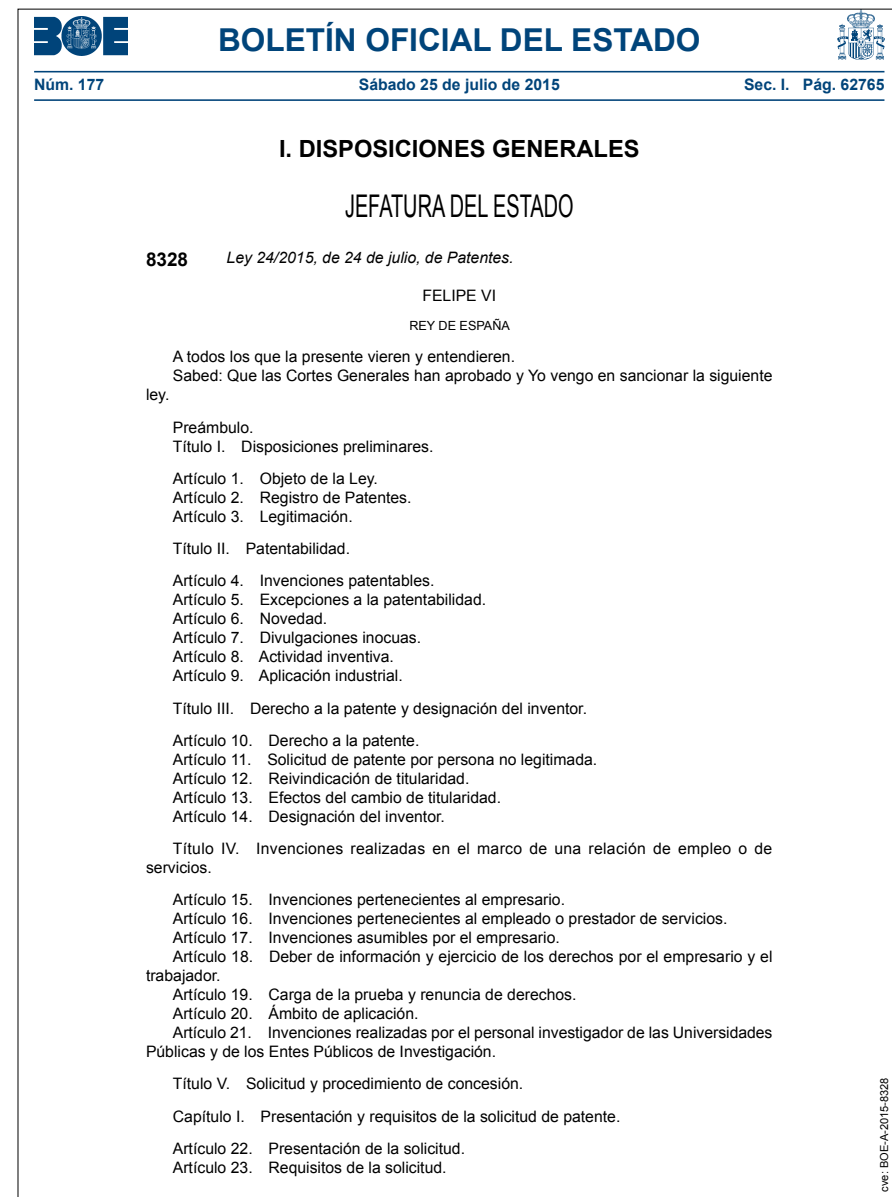 BOE
BOLETÍN OFICIAL DEL ESTADO
Núm. 177 Sábado 25 de julio de 2015 Sec. I. Pág. 62765
I. DISPOSICIONES GENERALES
JEFATURA DEL ESTADO
8328 Ley 24/2015, de 24 de julio, de Patentes.
FELIPE VI
REY DE ESPAÑA
A todos los que la presente vieren y entendieren.
Sabed: Que las Cortes Generales han aprobado y Yo vengo en sancionar la siguiente
ley.
Preámbulo.
Título I. Disposiciones preliminares.
Artículo 1. Objeto de la Ley.
Artículo 2. Registro de Patentes.
Artículo 3. Legitimación.
Título II. Patentabilidad.
Artículo 4. Invenciones patentables.
Artículo 5. Excepciones a la patentabilidad.
Artículo 6. Novedad.
Artículo 7. Divulgaciones inocuas.
Artículo 8. Actividad inventiva.
Artículo 9. Aplicación industrial.
Título III. Derecho a la patente y designación del inventor.
Artículo 10. Derecho a la patente.
Artículo 11. Solicitud de patente por persona no legitimada.
Artículo 12. Reivindicación de titularidad.
Artículo 13. Efectos del cambio de titularidad.
Artículo 14. Designación del inventor.
Título IV. Invenciones realizadas en el marco de una relación de empleo o de
servicios.
Artículo 15. Invenciones pertenecientes al empresario.
Artículo 16. Invenciones pertenecientes al empleado o prestador de servicios.
Artículo 17. Invenciones asumibles por el empresario.
Artículo 18. Deber de información y ejercicio de los derechos por el empresario y el
trabajador.
Artículo 19. Carga de la prueba y renuncia de derechos.
Artículo 20. Ámbito de aplicación.
Artículo 21. Invenciones realizadas por el personal investigador de las Universidades
Públicas y de los Entes Públicos de Investigación.
Título V. Solicitud y procedimiento de concesión.
Capítulo I. Presentación y requisitos de la solicitud de patente.
Artículo 22. Presentación de la solicitud.
Artículo 23. Requisitos de la solicitud.
cve: BOE-A-2015-8328